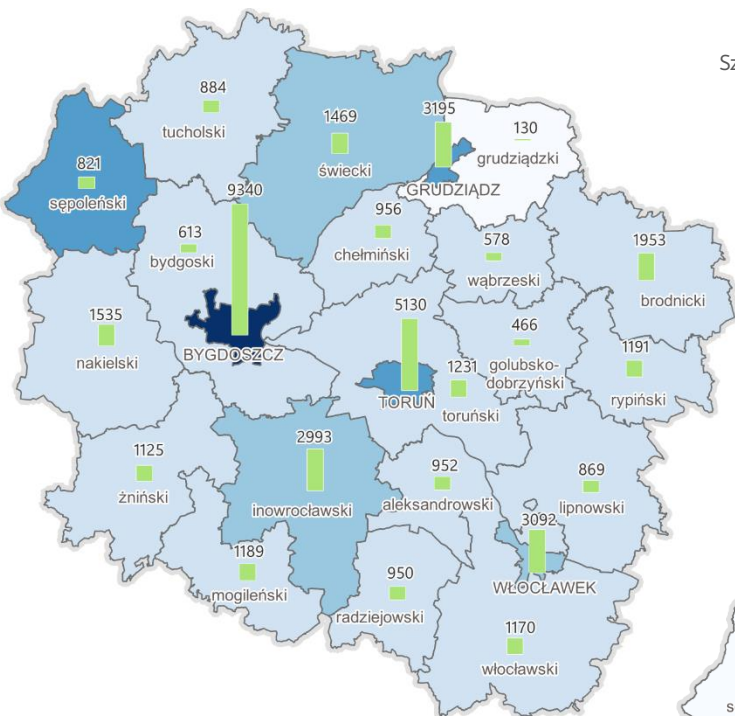 Sz
884
tucholski
1469
świecki
3195
GRUDZIĄDZ
130
grudziądzki
821
sępoleński
9340
BYDGOSZCZ
613
bydgoski
956
chełmiński
578
wąbrzeski
1953
brodnicki
1535
nakielski
5130
TORUŃ
1231
toruński
466
golubsko-
dobrzyński
1191
rypiński
1125
żniński
2993
inowrocławski
952
aleksandrowski
869
lipnowski
3092
WŁOCŁAWEK
1189
mogileński
950
radziejowski
1170
włocławski
s